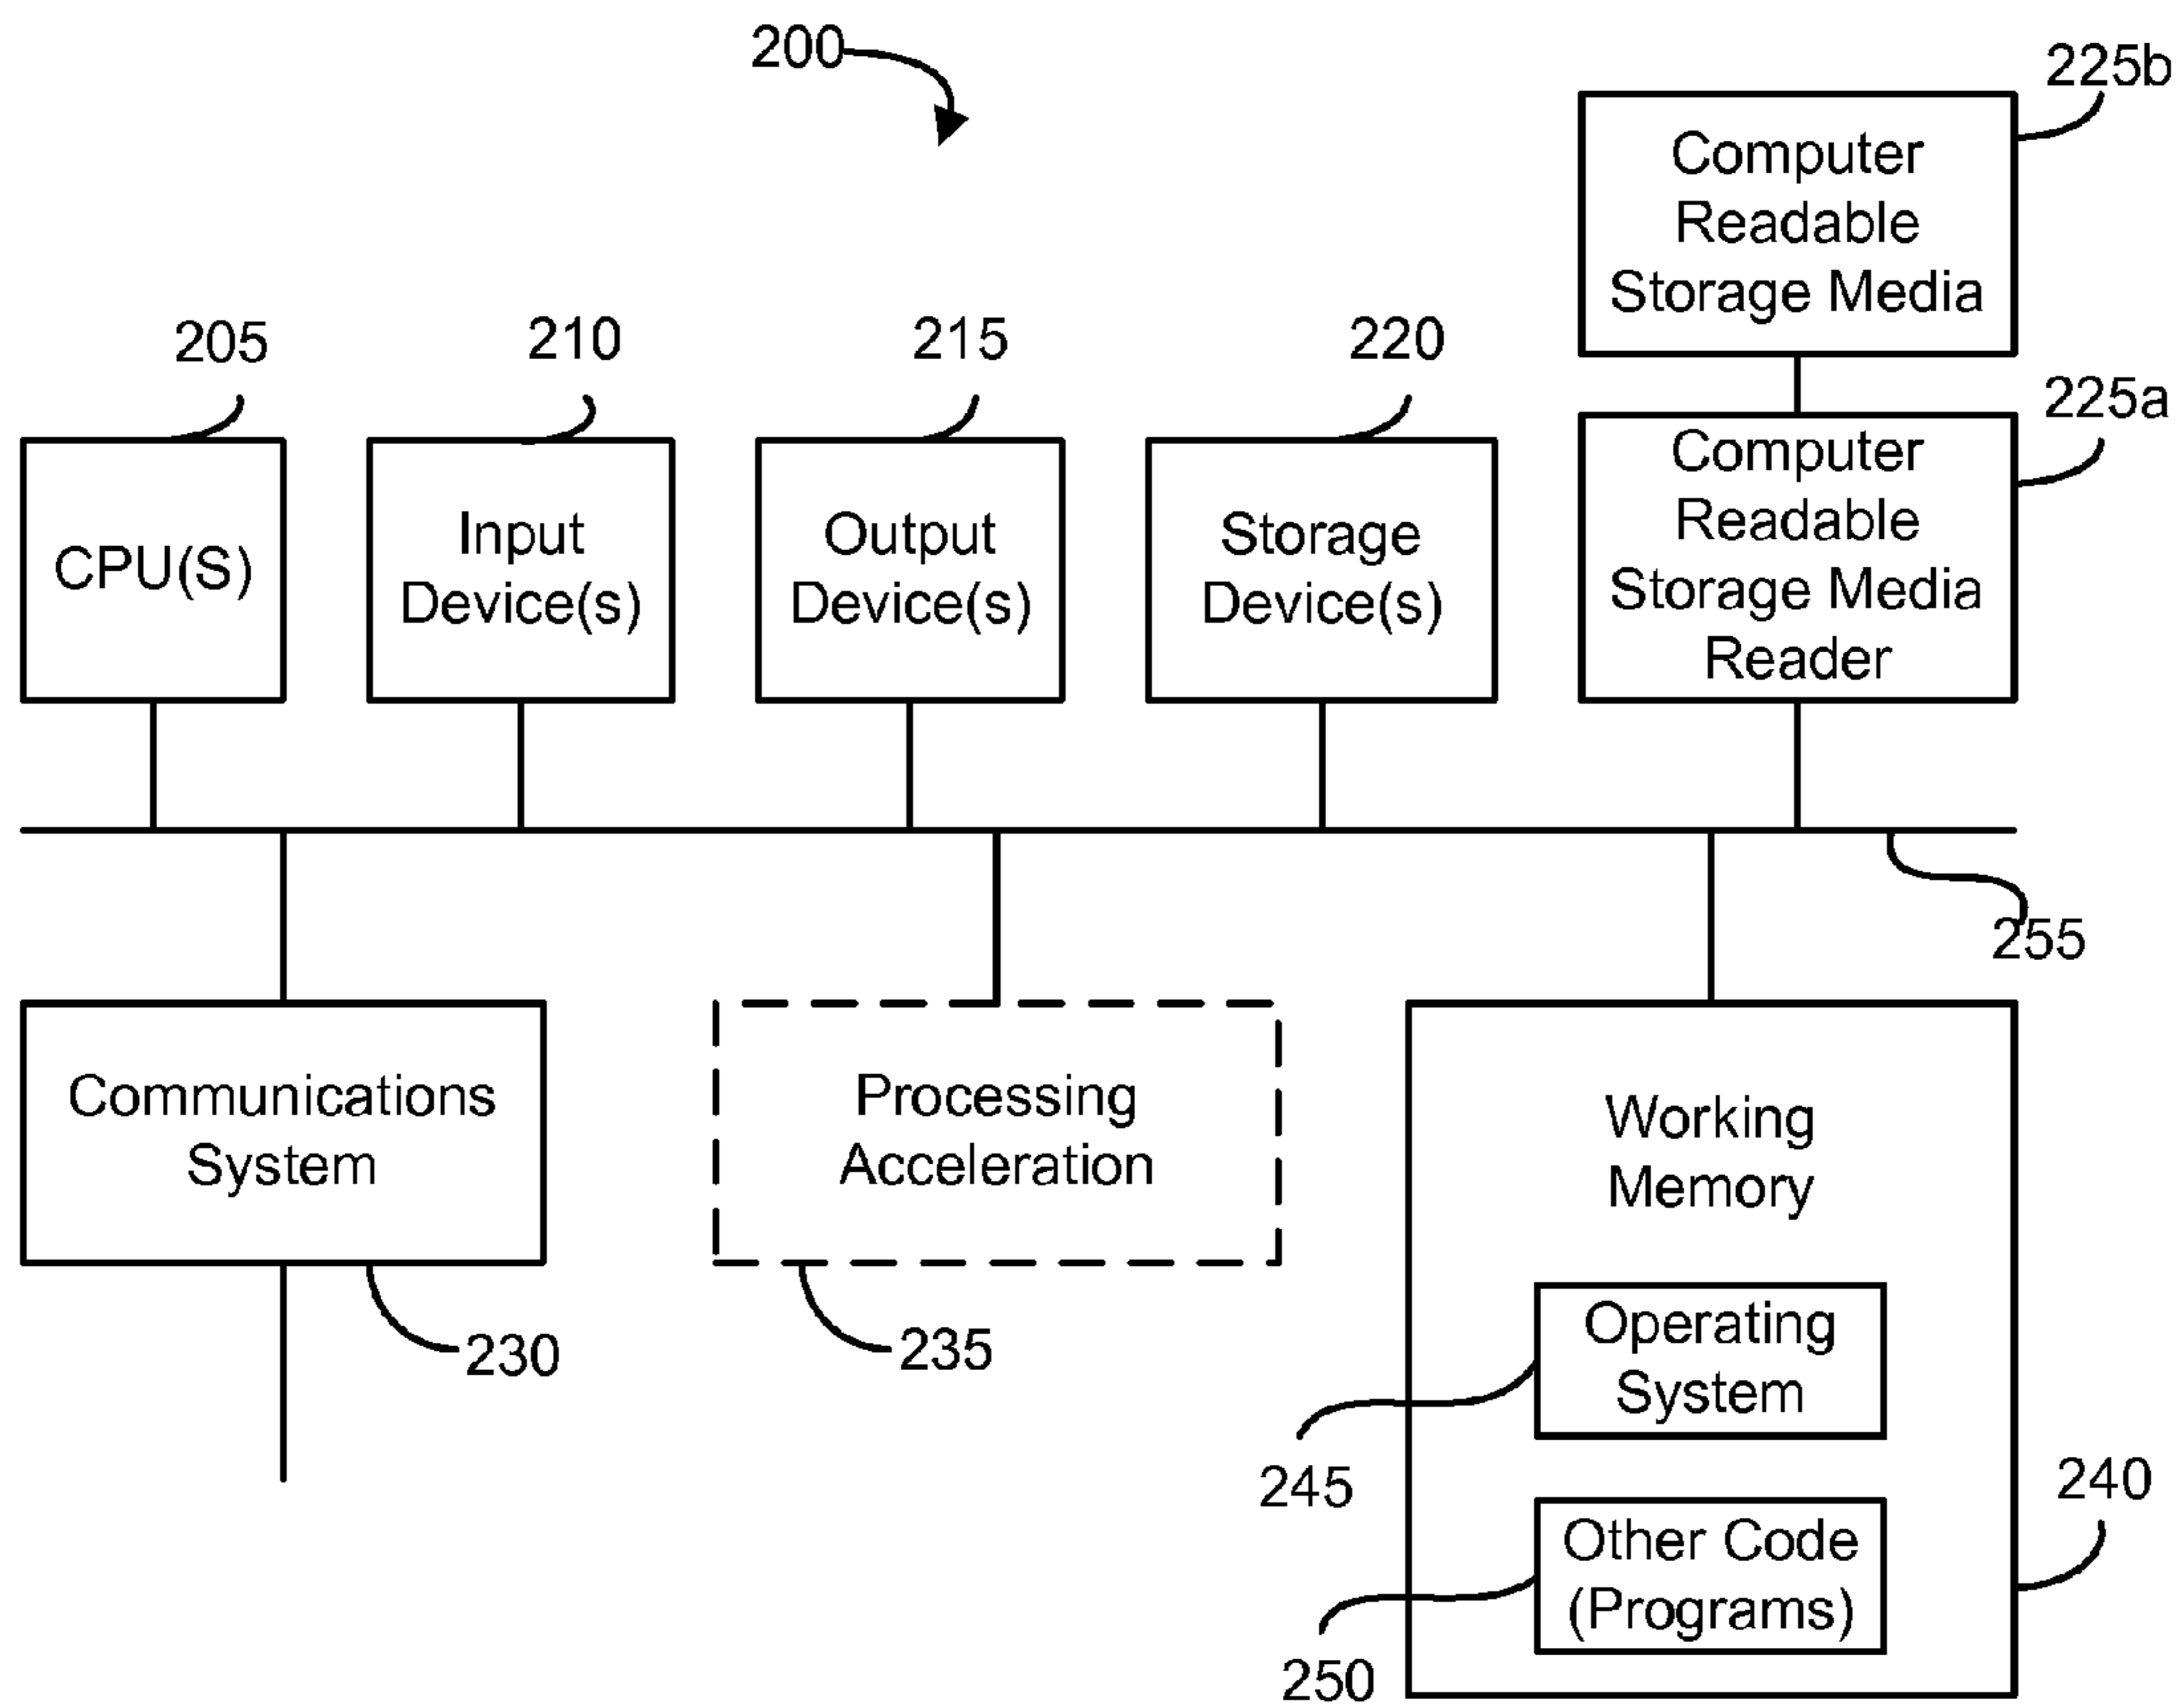 200
225b
Computer
Readable
Storage Media
205
210
215
220
225a
CPU(S)
Input
Device(s)
Output
Device(s)
Storage
Device(s)
Computer
Readable
Storage Media
Reader
255
Communications
System
230
Processing
Acceleration
235
Working
Memory
Operating
System
245
240
Other Code
(Programs)
250